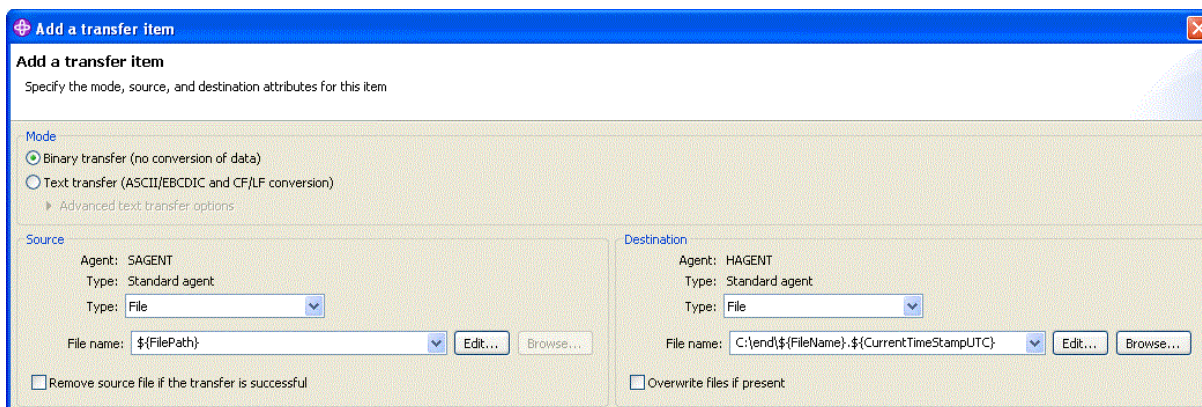 Add a transfer item
Add a transfer item
Specify the mode, source, and destination attributes for this item
Mode
Binary transfer (no conversion of data)
Text transfer (ASCII/EBCDIC and CF/LF conversion)
Advanced text transfer options
Source
Agent: SAGENT
Type: Standard agent
Type: File
File name: ${FilePath} Edit... Browse...
Remove source file if the transfer is successful
Destination
Agent: HAGENT
Type: Standard agent
Type: File
File name: C:\end\${FileName}.${CurrentTimeStampUTC} Edit... Browse...
Overwrite files if present